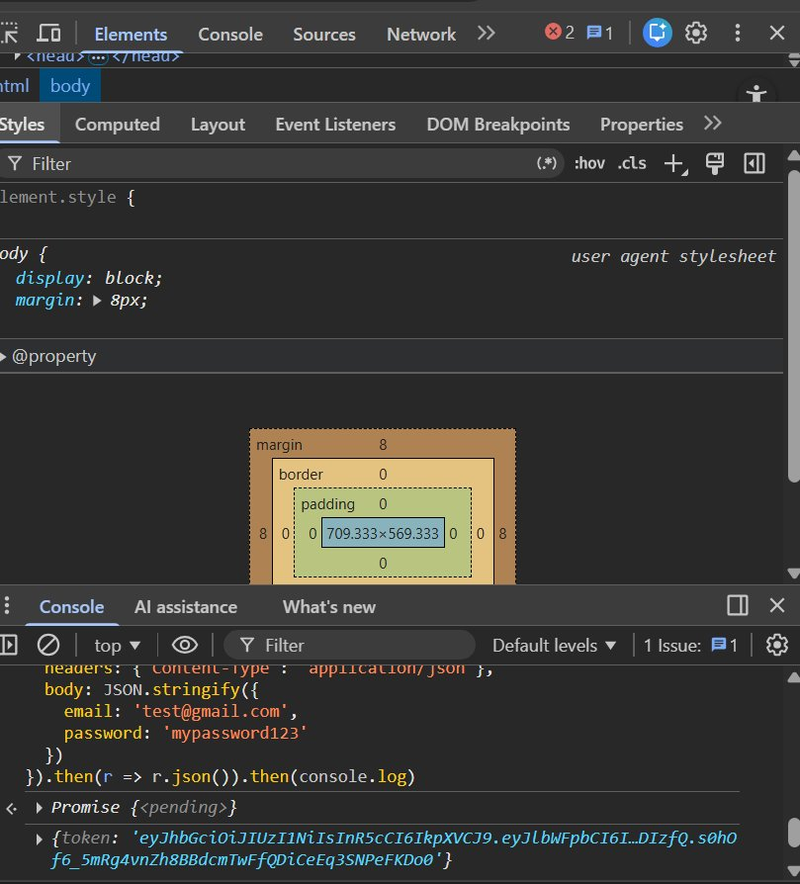 Elements Console Sources Network 2 1
<head> ... </head>
html body
Styles Computed Layout Event Listeners DOM Breakpoints Properties
Filter (.*) :hov .cls
element.style {
body { user agent stylesheet
display: block;
margin: 8px;
@property
margin 8
border 0
padding 0
8 0 0 709.333×569.333 0 0 8
0
Console AI assistance What's new
top Filter Default levels 1 Issue: 1
headers: { 'Content-Type': 'application/json' },
body: JSON.stringify({
email: 'test@gmail.com',
password: 'mypassword123'
})
}).then(r => r.json()).then(console.log)
Promise {<pending>}
{token: 'eyJhbGciOiJIUzI1NiIsInR5cCI6IkpXVCJ9.eyJlbWFpbCI6I…DIzfQ.s0hO
f6_5mRg4vnZh8BBdcmTwFfQDiCeEq3SNPeFKDo0'}